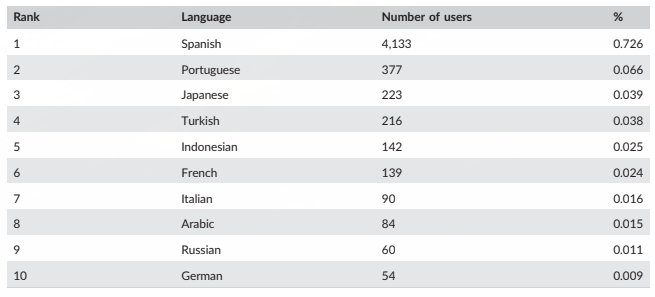 Rank Language Number of users %
1 Spanish 4,133 0.726
2 Portuguese 377 0.066
3 Japanese 223 0.039
4 Turkish 216 0.038
5 Indonesian 142 0.025
6 French 139 0.024
7 Italian 90 0.016
8 Arabic 84 0.015
9 Russian 60 0.011
10 German 54 0.009